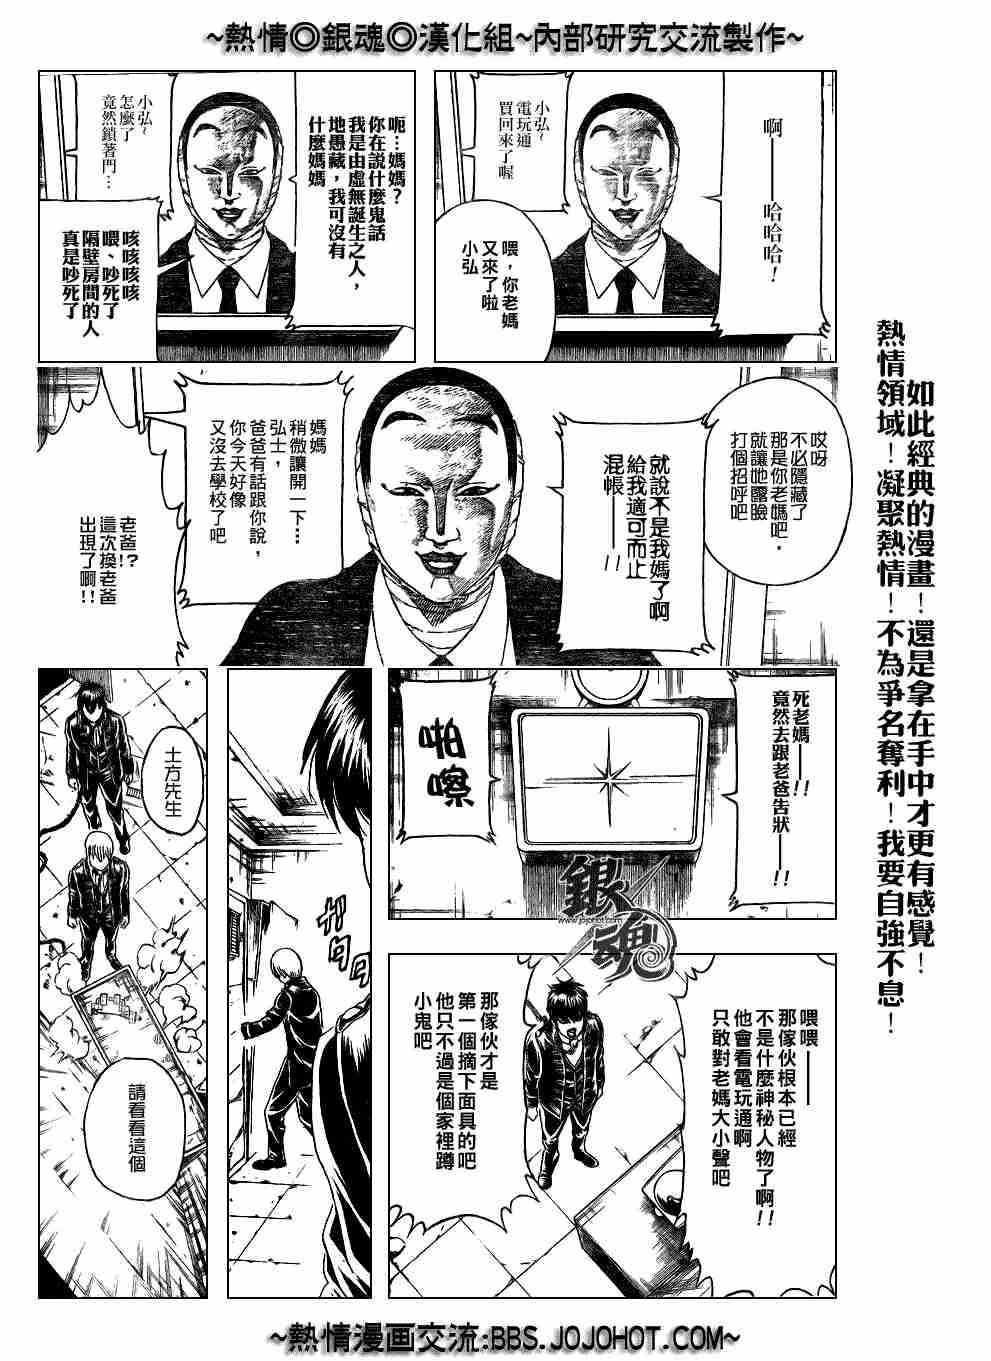 ~熱情◎銀魂◎漢化組~內部研究交流製作~
啊————哈哈哈！
小弘~
電玩通
買回來了喔
喂，你老媽
又來了啦
小弘
呃…媽媽？
你在說什麼鬼話
我是由虛無誕生之人，
地愚藏，我可沒有
什麼媽媽
小弘~
怎麼了
竟然鎖著門…
咳咳咳咳
喂、吵死了
隔壁房間的人
真是吵死了
哎呀
不必隱藏了
那是你老媽吧，
就讓她露臉
打個招呼吧
就說不是我媽了啊
給我適可而止
混帳——!!
媽媽
稍微讓開一下…
弘士，
爸爸有話跟你說，
你今天好像
又沒去學校了吧
老爸!?
這次換老爸
出現了啊!!
死老媽——!!
竟然去跟老爸告狀——!!
啪嚓
銀魂
www.jojohot.com
喂喂——
那傢伙根本已經
不是什麼神秘人物了啊!!
他會看電玩通啊
只敢對老媽大小聲吧
那傢伙才是
第一個摘下面具的吧
他只不過是個家裡蹲
小鬼吧
ガタタ
土方先生
請看看這個
如此經典的漫畫！還是拿在手中才更有感覺！
熱情領域！凝聚熱情！不為爭名奪利！我要自強不息！
~熱情漫画交流:BBS.JOJOHOT.COM~